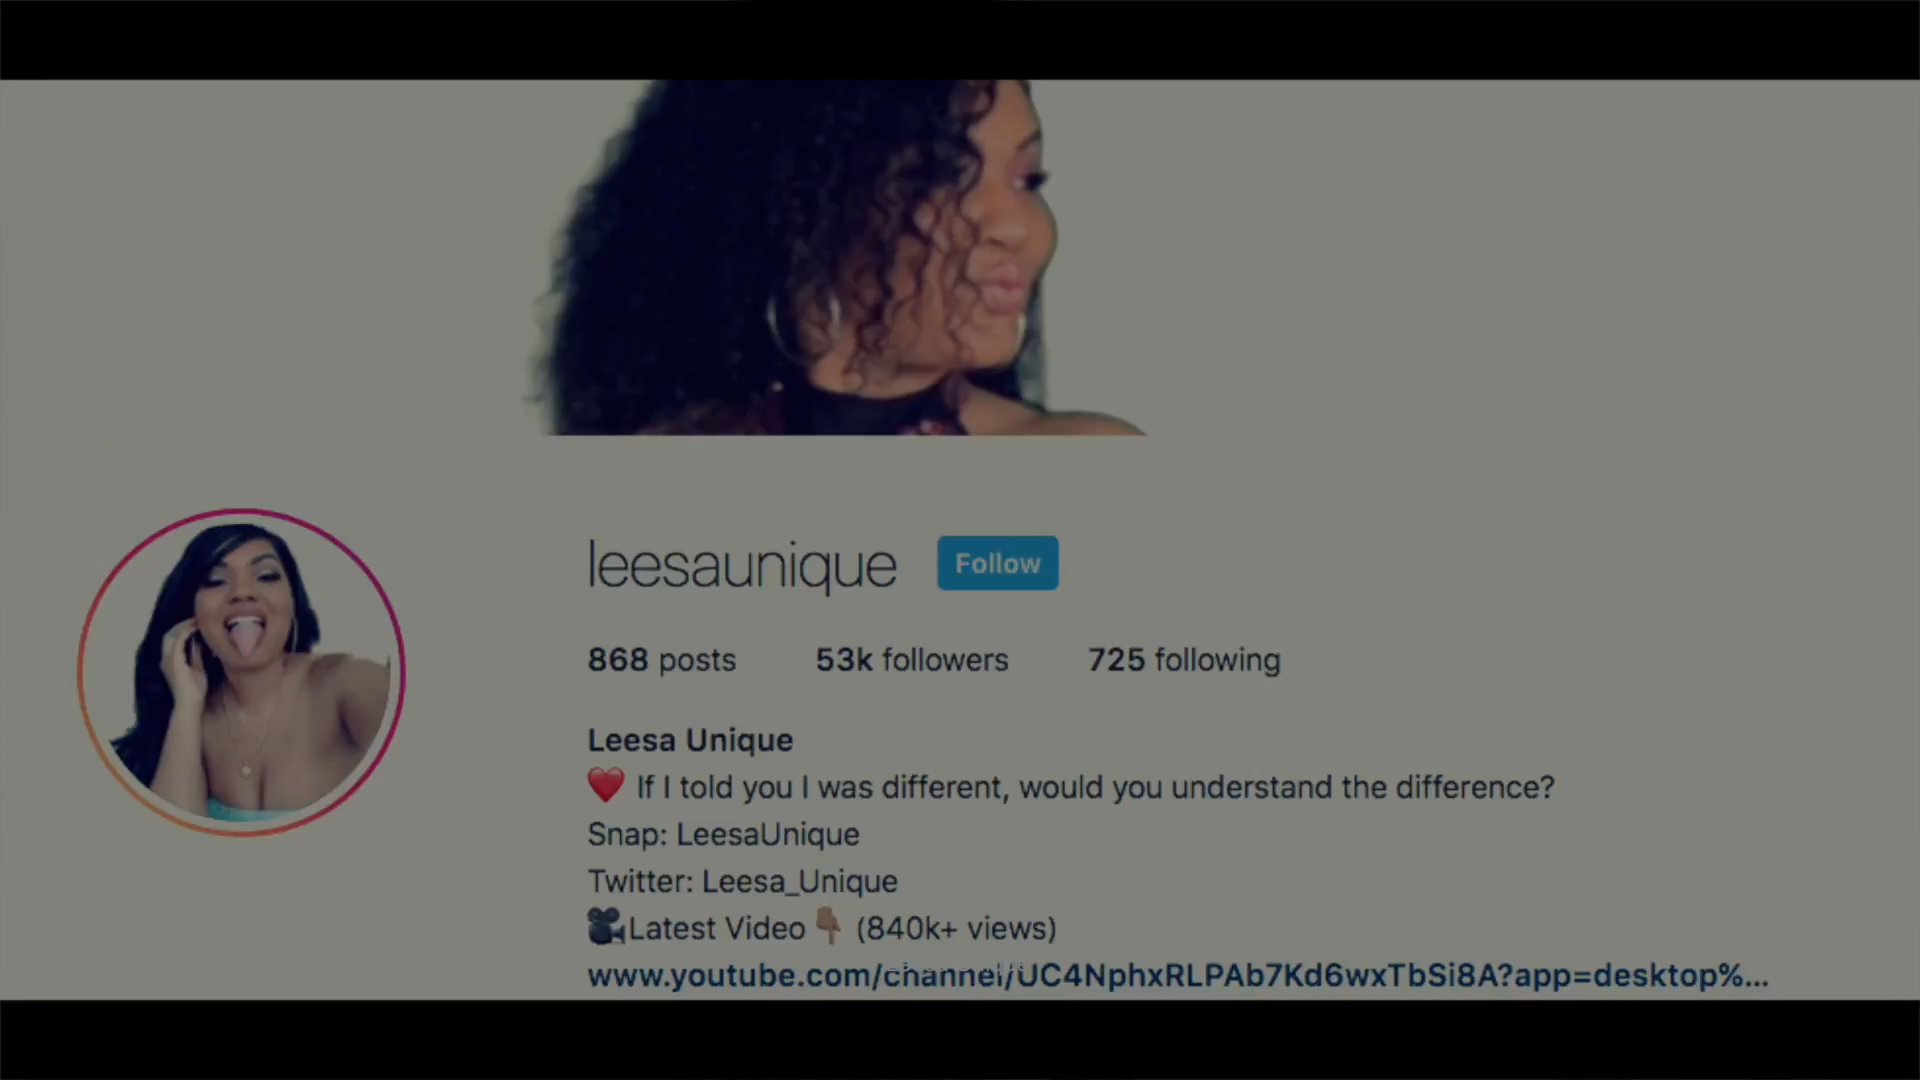 leesaunique Follow
868 posts 53k followers 725 following
Leesa Unique
❤️ If I told you I was different, would you understand the difference?
Snap: LeesaUnique
Twitter: Leesa_Unique
🎥Latest Video 👇🏽 (840k+ views)
www.youtube.com/channel/UC4NphxRLPAb7Kd6wxTbSi8A?app=desktop%...